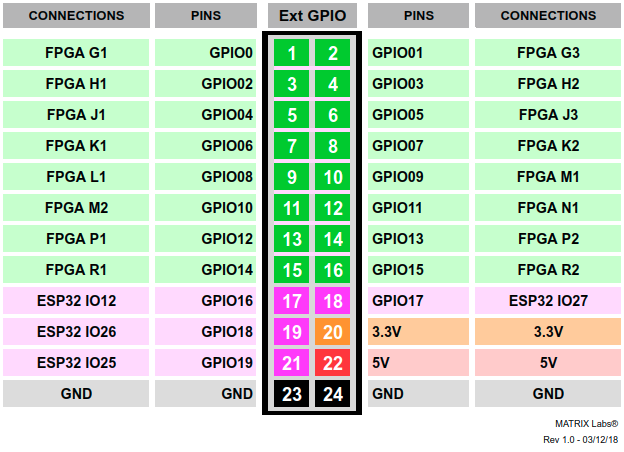 CONNECTIONS PINS Ext GPIO PINS CONNECTIONS
FPGA G1 GPIO0 1 2 GPIO01 FPGA G3
FPGA H1 GPIO02 3 4 GPIO03 FPGA H2
FPGA J1 GPIO04 5 6 GPIO05 FPGA J3
FPGA K1 GPIO06 7 8 GPIO07 FPGA K2
FPGA L1 GPIO08 9 10 GPIO09 FPGA M1
FPGA M2 GPIO10 11 12 GPIO11 FPGA N1
FPGA P1 GPIO12 13 14 GPIO13 FPGA P2
FPGA R1 GPIO14 15 16 GPIO15 FPGA R2
ESP32 IO12 GPIO16 17 18 GPIO17 ESP32 IO27
ESP32 IO26 GPIO18 19 20 3.3V 3.3V
ESP32 IO25 GPIO19 21 22 5V 5V
GND GND 23 24 GND GND
MATRIX Labs®
Rev 1.0 - 03/12/18